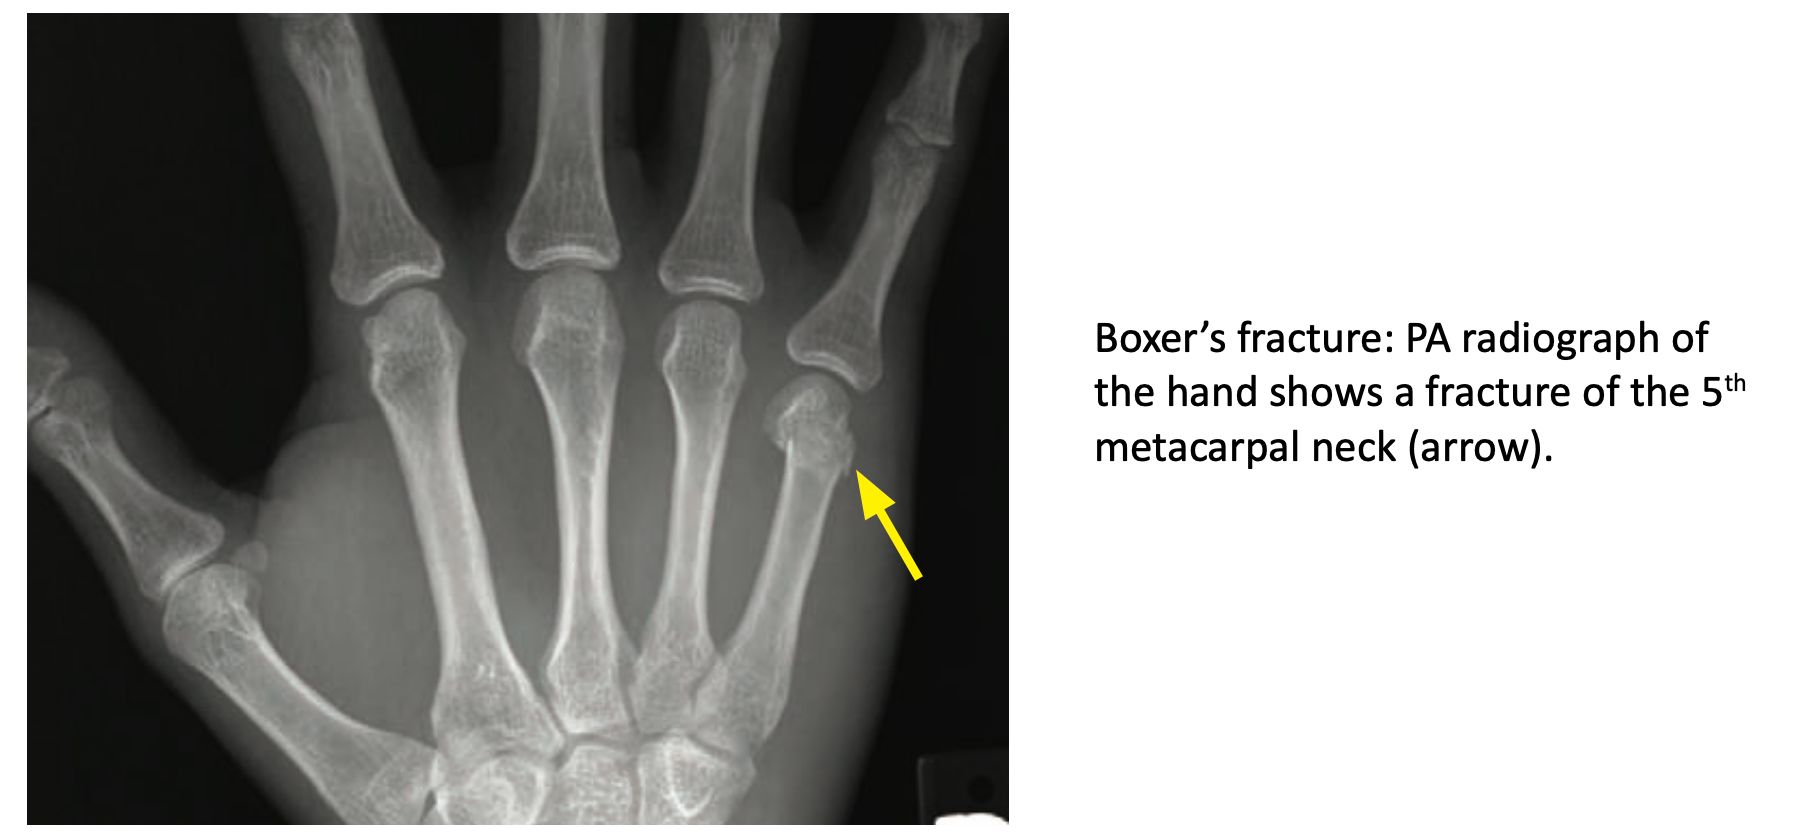 Boxer’s fracture: PA radiograph of
the hand shows a fracture of the 5th
metacarpal neck (arrow).